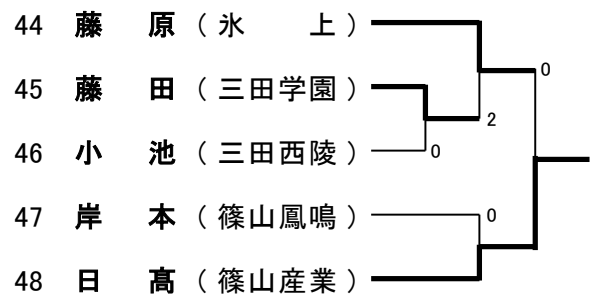 44 藤 原 （ 氷 上 ）
0
45 藤 田 （ 三田学園 ）
2
46 小 池 （ 三田西陵 ）
0
47 岸 本 （ 篠山鳳鳴 ）
0
48 日 髙 （ 篠山産業 ）